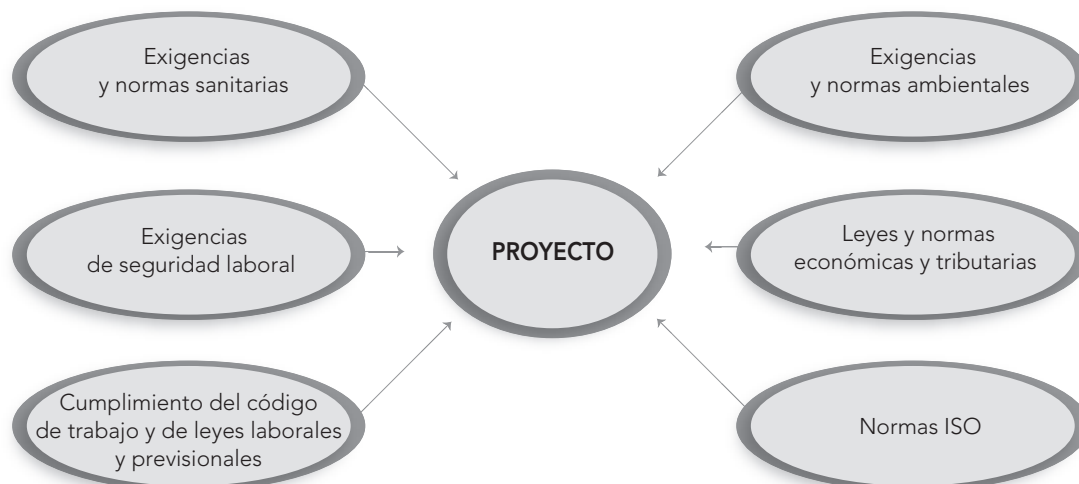 Exigencias
y normas sanitarias
Exigencias
y normas ambientales
Exigencias
de seguridad laboral
PROYECTO
Leyes y normas
económicas y tributarias
Cumplimiento del código
de trabajo y de leyes laborales
y previsionales
Normas ISO